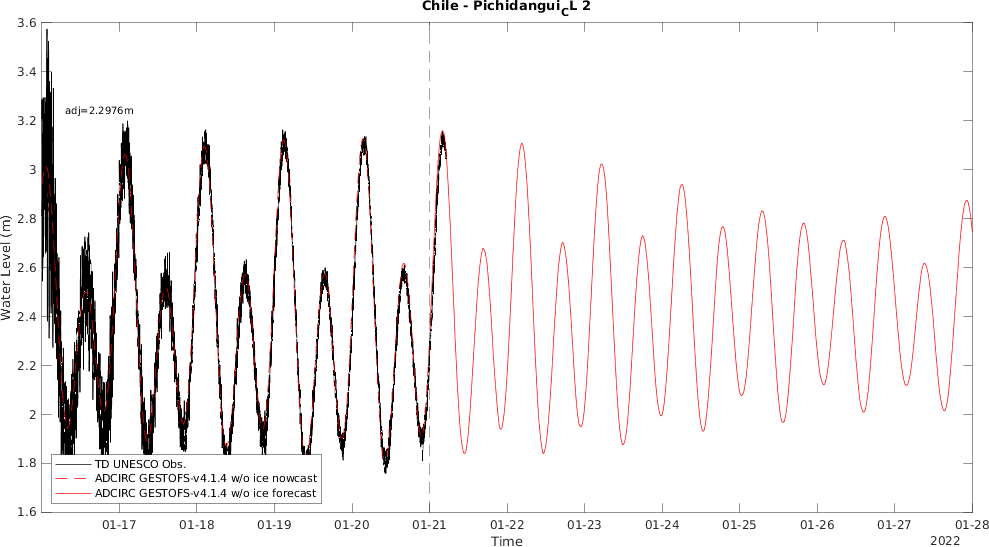 Chile - PichidanguiCL 2
3.6
3.4
3.2
3
2.8
2.6
2.4
2.2
2
1.8
1.6
Water Level (m)
adj=2.2976m
TD UNESCO Obs.
ADCIRC GESTOFS-v4.1.4 w/o ice nowcast
ADCIRC GESTOFS-v4.1.4 w/o ice forecast
01-17 01-18 01-19 01-20 01-21 01-22 01-23 01-24 01-25 01-26 01-27 01-28
Time
2022